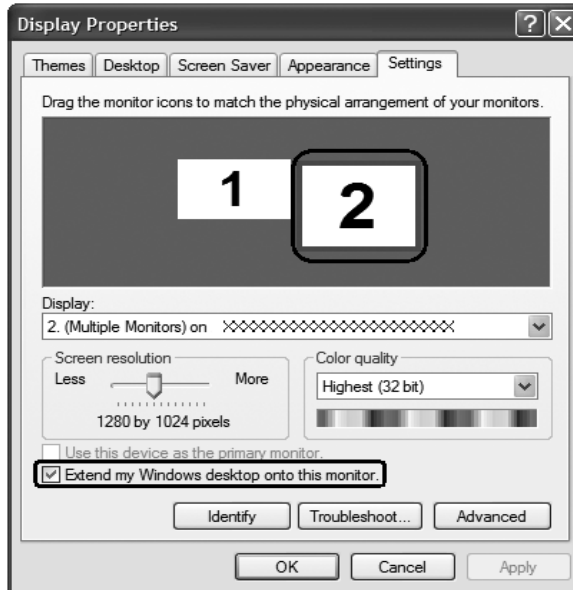 Display Properties
Themes Desktop Screen Saver Appearance Settings
Drag the monitor icons to match the physical arrangement of your monitors.
1 2
Display:
2. (Multiple Monitors) on XXXXXXXXXXXXXXXXXXXXXX
Screen resolution Color quality
Less More Highest (32 bit)
1280 by 1024 pixels
Use this device as the primary monitor.
Extend my Windows desktop onto this monitor.
Identify Troubleshoot... Advanced
OK Cancel Apply